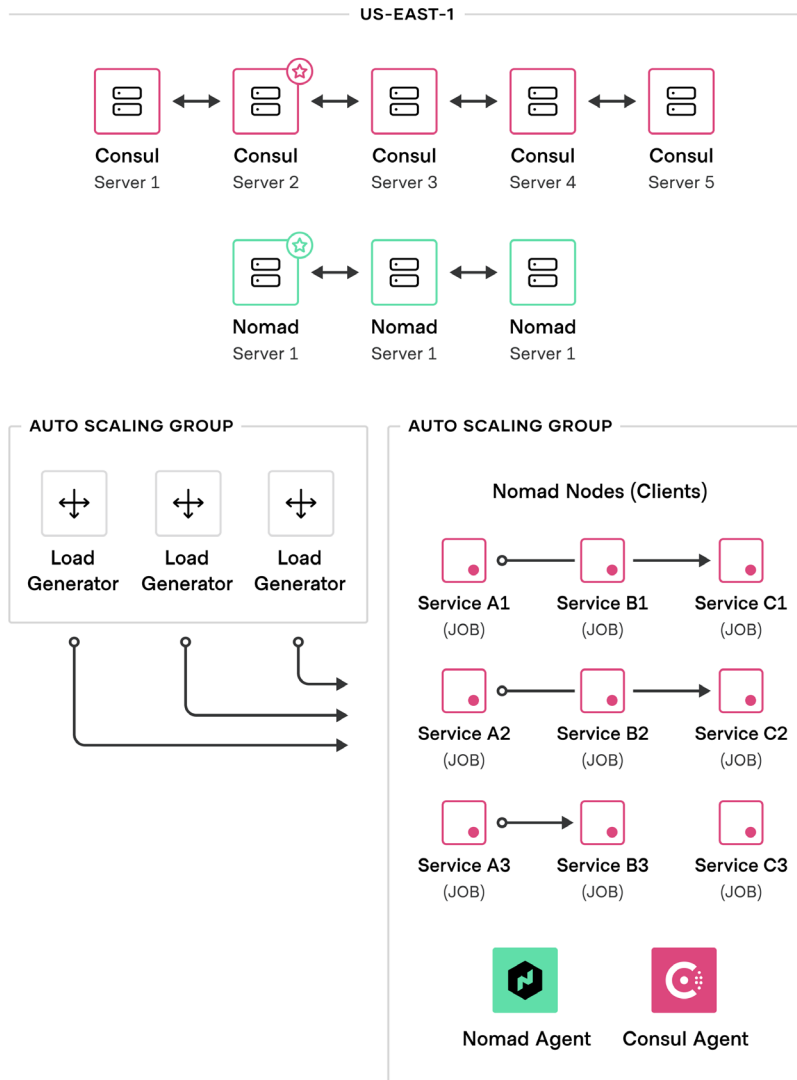 US-EAST-1
Consul Consul Consul Consul Consul
Server 1 Server 2 Server 3 Server 4 Server 5
Nomad Nomad Nomad
Server 1 Server 1 Server 1
AUTO SCALING GROUP
Load Load Load
Generator Generator Generator
AUTO SCALING GROUP
Nomad Nodes (Clients)
Service A1 Service B1 Service C1
(JOB) (JOB) (JOB)
Service A2 Service B2 Service C2
(JOB) (JOB) (JOB)
Service A3 Service B3 Service C3
(JOB) (JOB) (JOB)
Nomad Agent Consul Agent